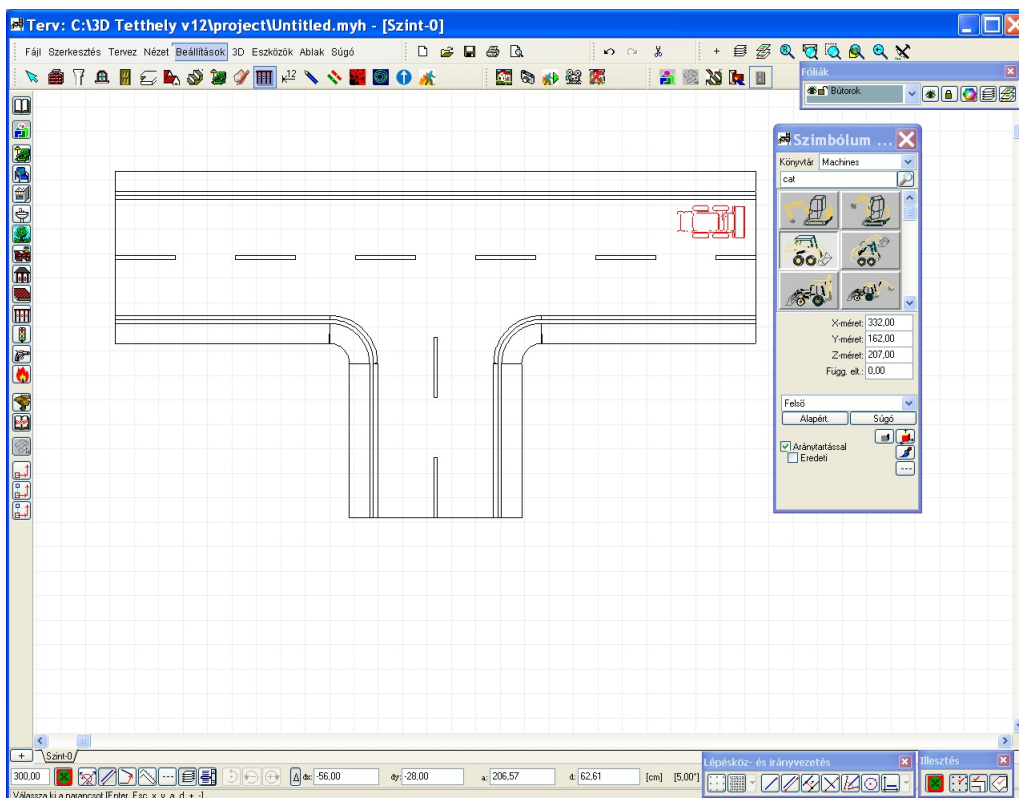 Terv: C:\3D Tetthely v12\project\Untitled.myh - [Szint-0]
Fájl Szerkesztés Tervez Nézet Beállítások 3D Eszközök Ablak Súgó
K12
Fóliák
Bútorok
Szimbólum ...
Könyvtár Machines
cat
X-méret: 332,00
Y-méret: 162,00
Z-méret: 207,00
Függ. elt.: 0,00
Felső
Alapért. Súgó
Aránytartással
Eredeti
Szint-0
300,00 Δ dx: -56,00 dy: -28,00 a: 206,57 d: 62,61 [cm] [5,00°]
Lépésköz- és irányvezetés
Illesztés
Válassza ki a parancsot [Enter, Esc, x, y, a, d, +, -]